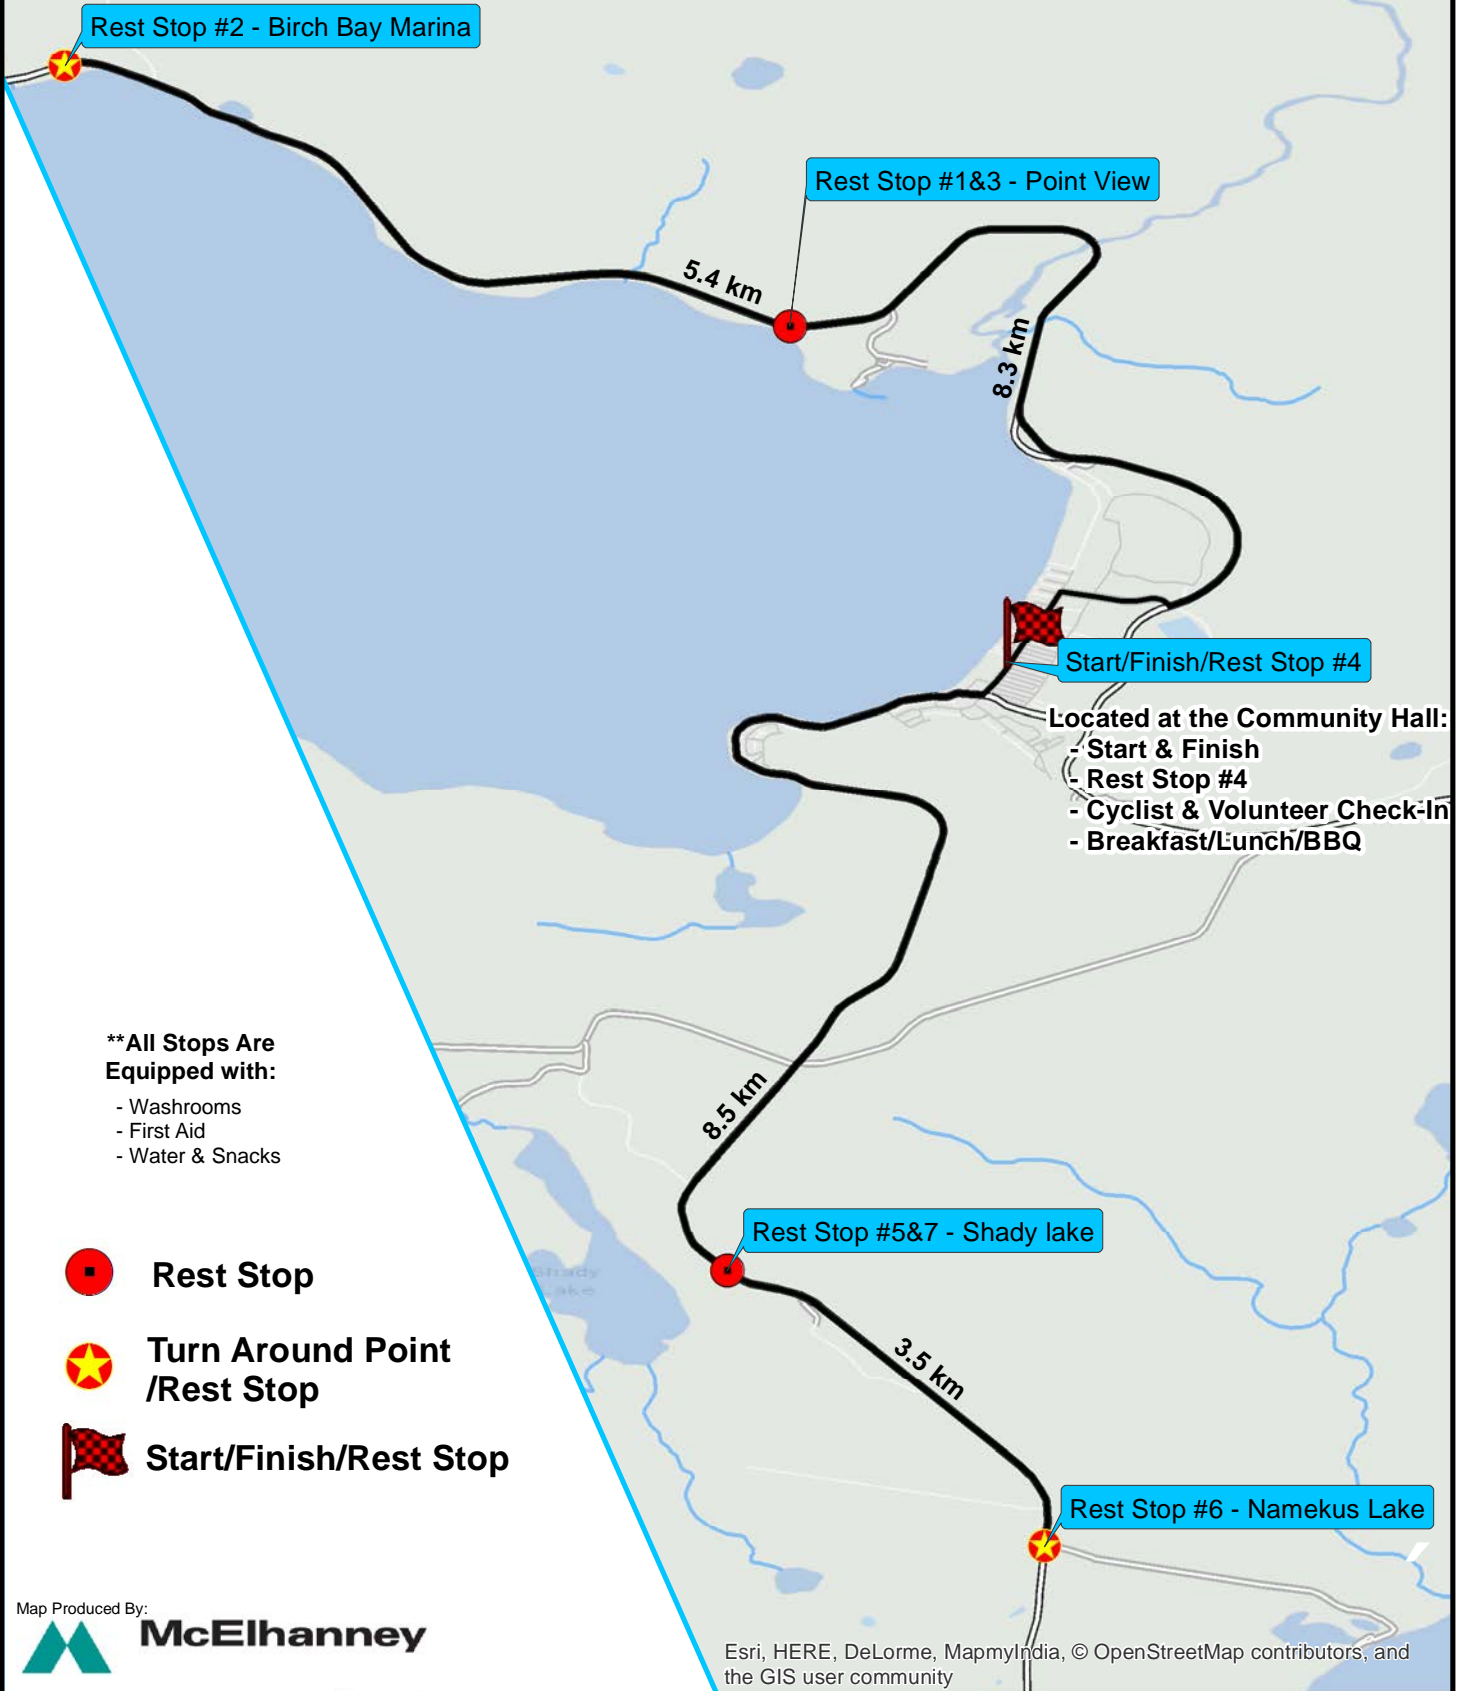 Rest Stop #2 - Birch Bay Marina
Rest Stop #1&3 - Point View
5.4 km
8.3 km
Start/Finish/Rest Stop #4
Located at the Community Hall:
- Start & Finish
- Rest Stop #4
- Cyclist & Volunteer Check-In
- Breakfast/Lunch/BBQ
**All Stops Are
Equipped with:
- Washrooms
- First Aid
- Water & Snacks
8.5 km
Rest Stop #5&7 - Shady lake
Shady
Lake
Rest Stop
Turn Around Point
/Rest Stop
Start/Finish/Rest Stop
3.5 km
Rest Stop #6 - Namekus Lake
Map Produced By:
McElhanney
Esri, HERE, DeLorme, MapmyIndia, © OpenStreetMap contributors, and
the GIS user community